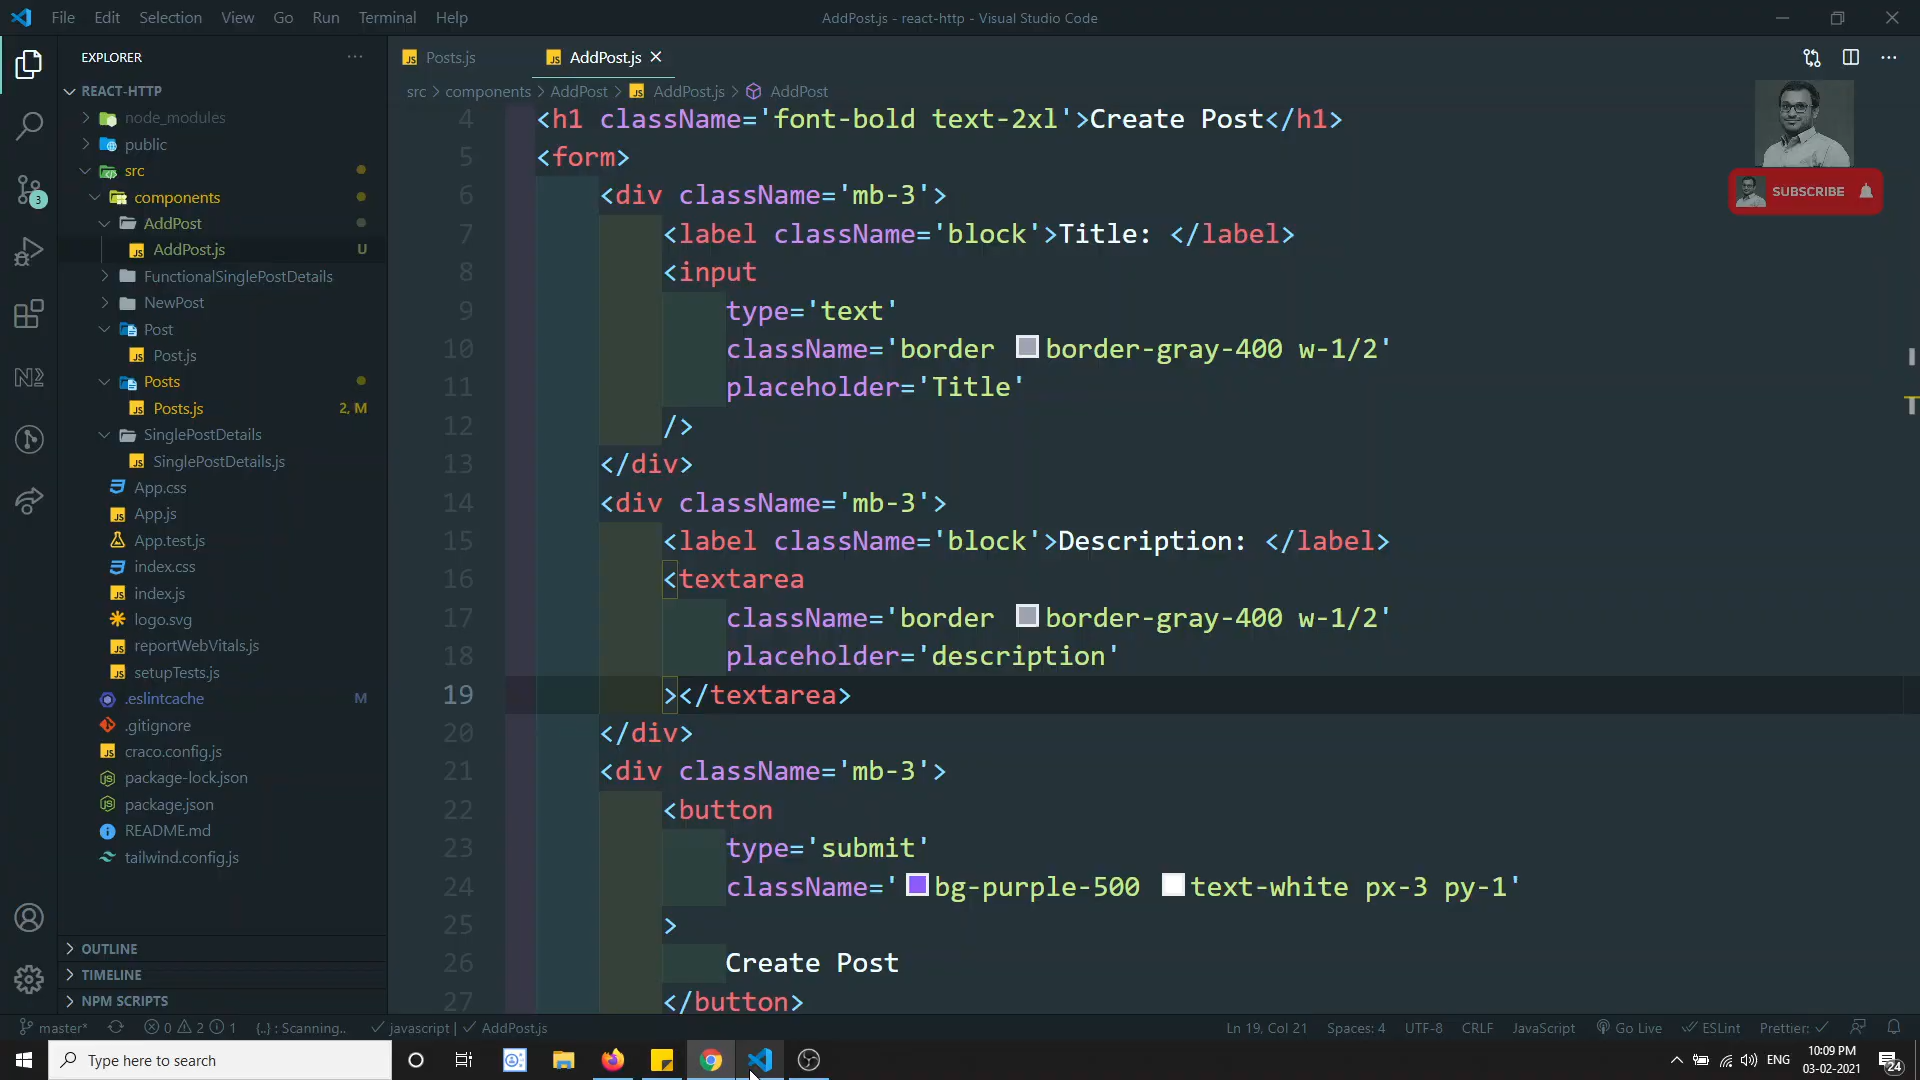 File Edit Selection View Go Run Terminal Help
AddPost.js - react-http - Visual Studio Code
EXPLORER
REACT-HTTP
node_modules
public
src
components
AddPost
AddPost.js U
FunctionalSinglePostDetails
NewPost
Post
Post.js
Posts
Posts.js 2, M
SinglePostDetails
SinglePostDetails.js
App.css
App.js
App.test.js
index.css
index.js
logo.svg
reportWebVitals.js
setupTests.js
.eslintcache M
.gitignore
craco.config.js
package-lock.json
package.json
README.md
tailwind.config.js
OUTLINE
TIMELINE
NPM SCRIPTS
3
Posts.js AddPost.js
src > components > AddPost > AddPost.js > AddPost
4 <h1 className='font-bold text-2xl'>Create Post</h1>
5 <form>
6 <div className='mb-3'>
7 <label className='block'>Title: </label>
8 <input
9 type='text'
10 className='border border-gray-400 w-1/2'
11 placeholder='Title'
12 />
13 </div>
14 <div className='mb-3'>
15 <label className='block'>Description: </label>
16 <textarea
17 className='border border-gray-400 w-1/2'
18 placeholder='description'
19 ></textarea>
20 </div>
21 <div className='mb-3'>
22 <button
23 type='submit'
24 className='bg-purple-500 text-white px-3 py-1'
25 >
26 Create Post
27 </button>
SUBSCRIBE
master* 0 2 1 {..} : Scanning.. javascript | AddPost.js
Ln 19, Col 21 Spaces: 4 UTF-8 CRLF JavaScript Go Live ESLint Prettier:
Type here to search
ENG
10:09 PM
03-02-2021
24